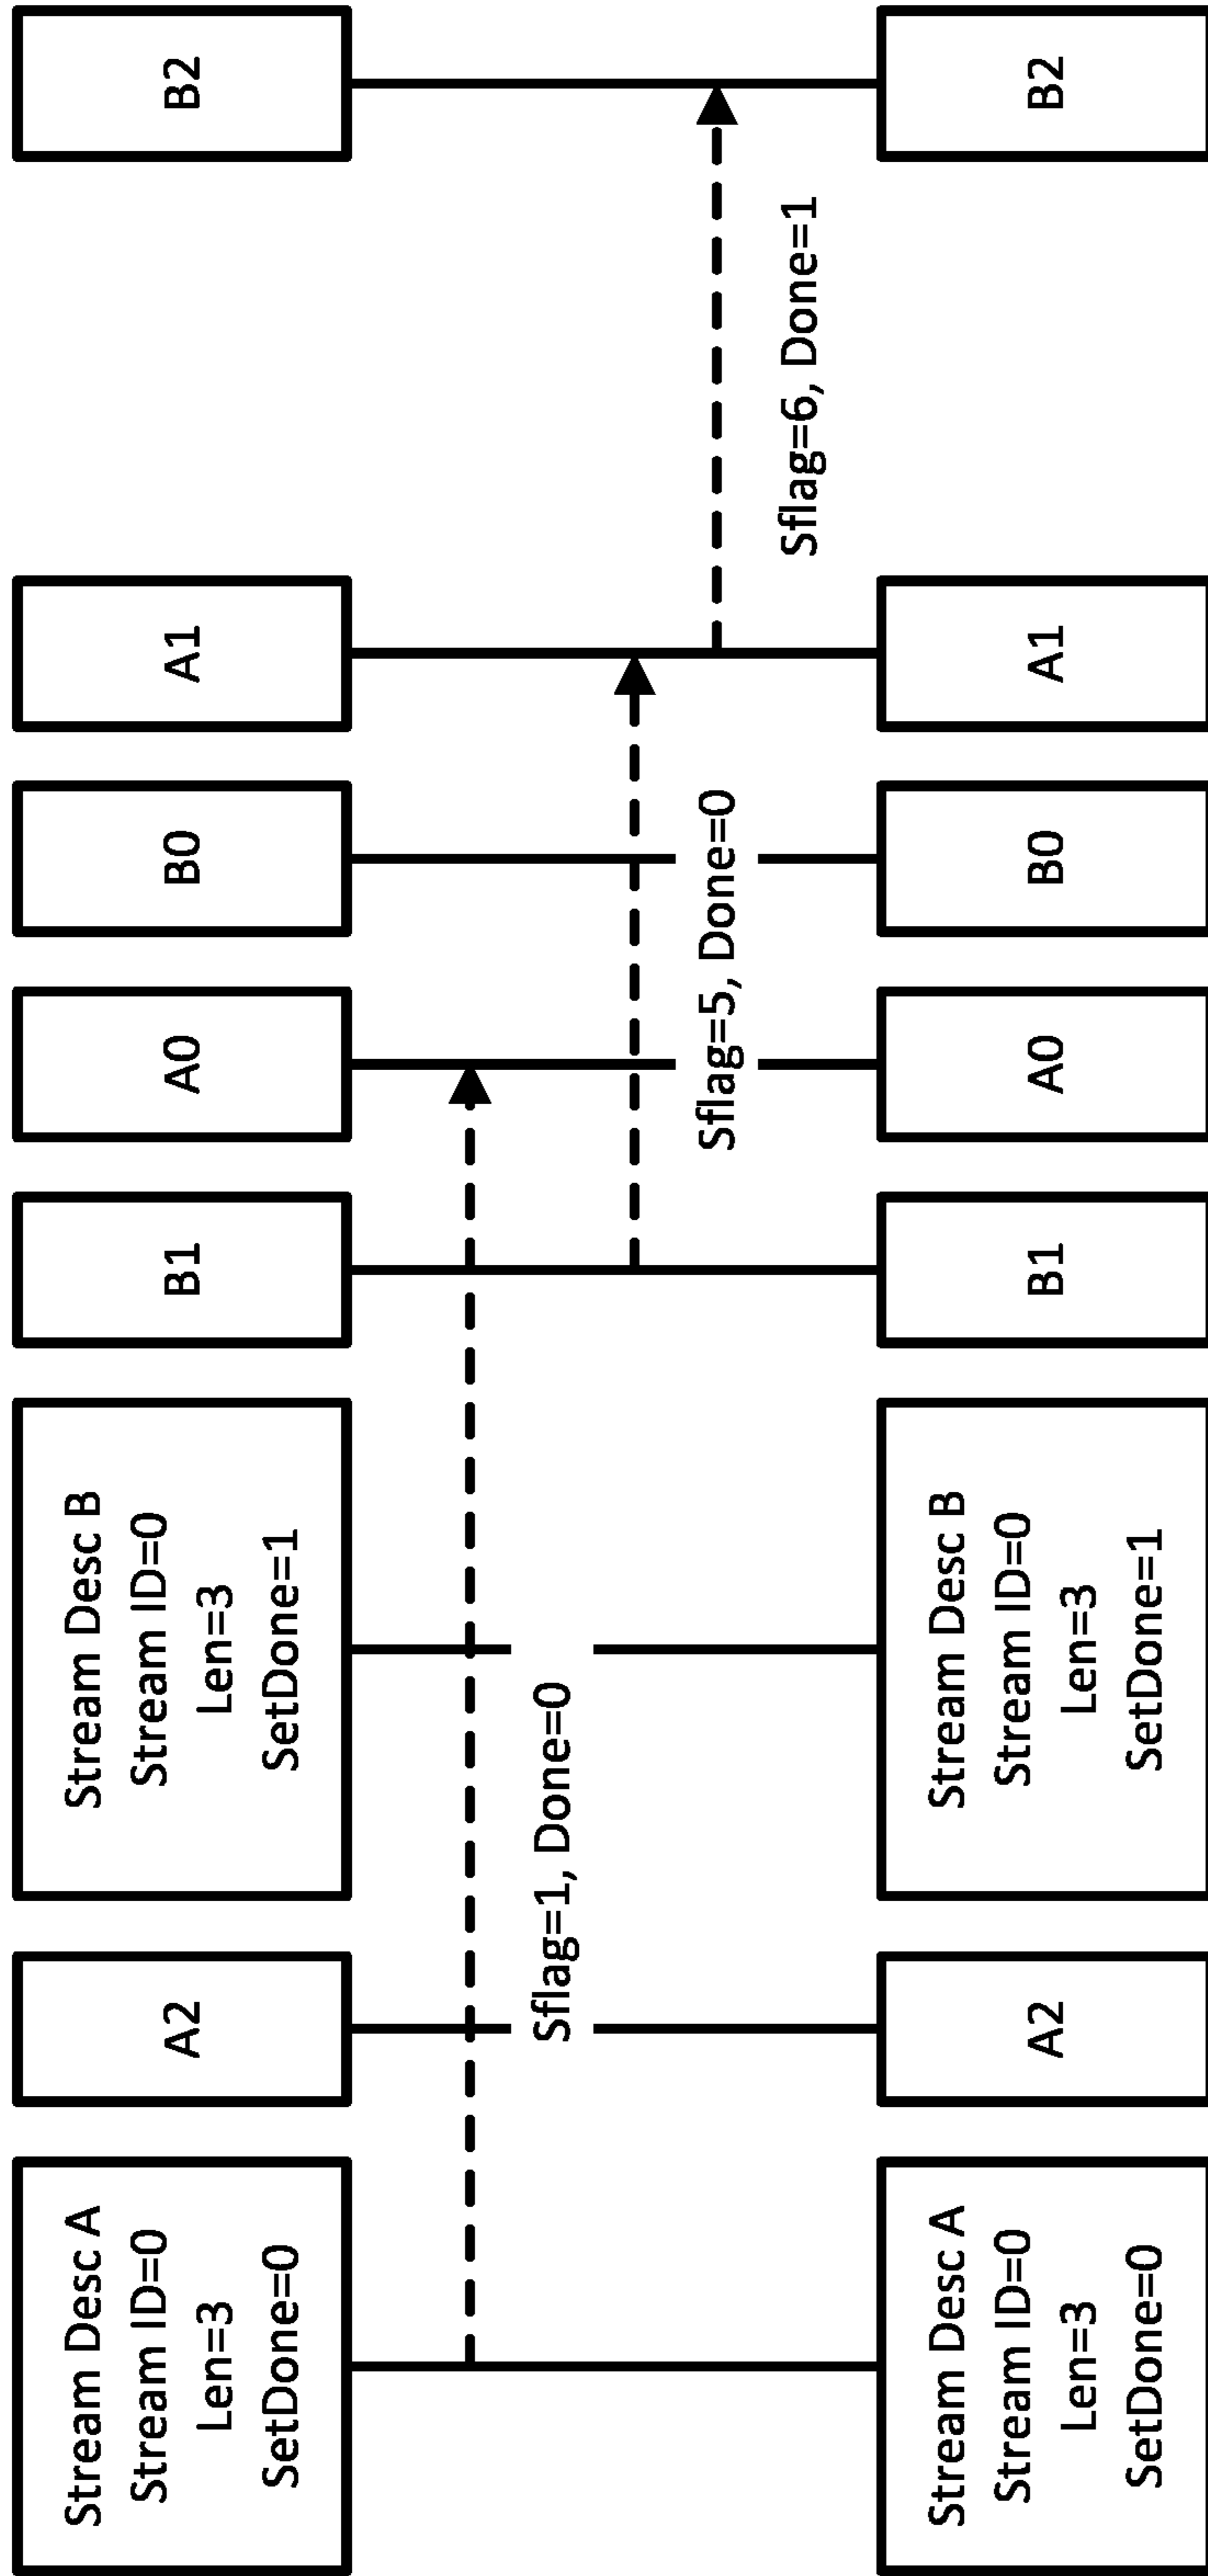 Stream Desc A
Stream ID=0
Len=3
SetDone=0
A2
Stream Desc B
Stream ID=0
Len=3
SetDone=1
B1
A0
B0
A1
B2
Sflag=1, Done=0
Sflag=5, Done=0
Sflag=6, Done=1
Stream Desc A
Stream ID=0
Len=3
SetDone=0
A2
Stream Desc B
Stream ID=0
Len=3
SetDone=1
B1
A0
B0
A1
B2